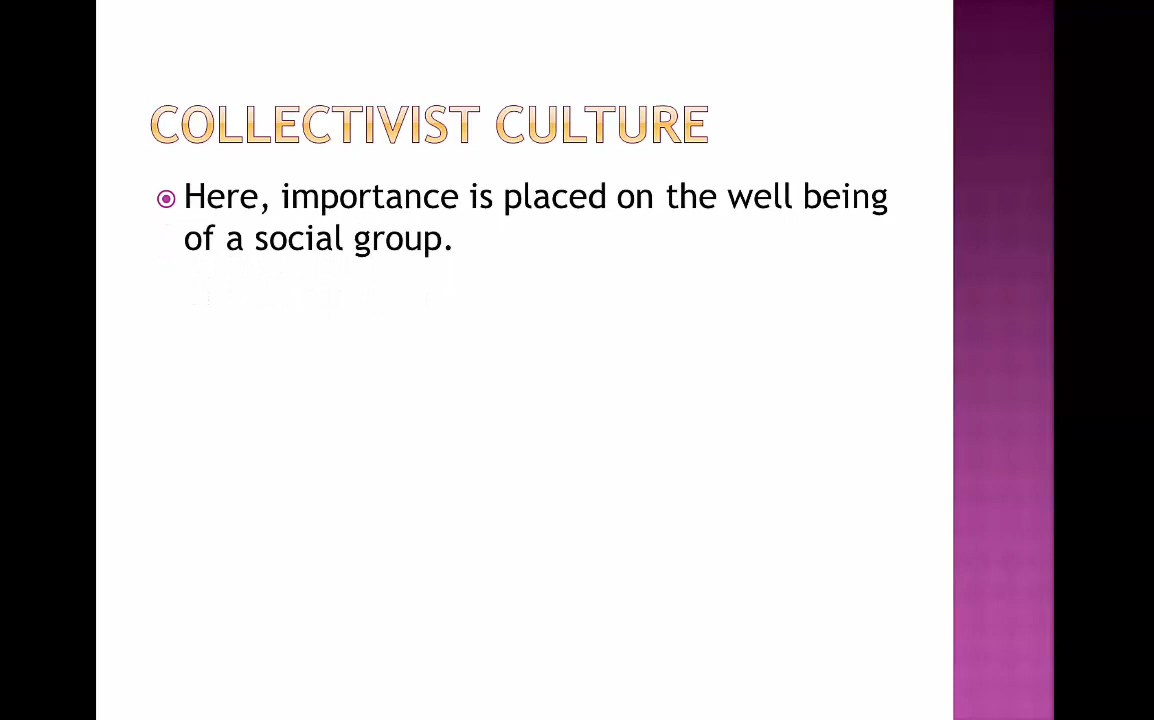 COLLECTIVIST CULTURE
Here, importance is placed on the well being
of a social group.